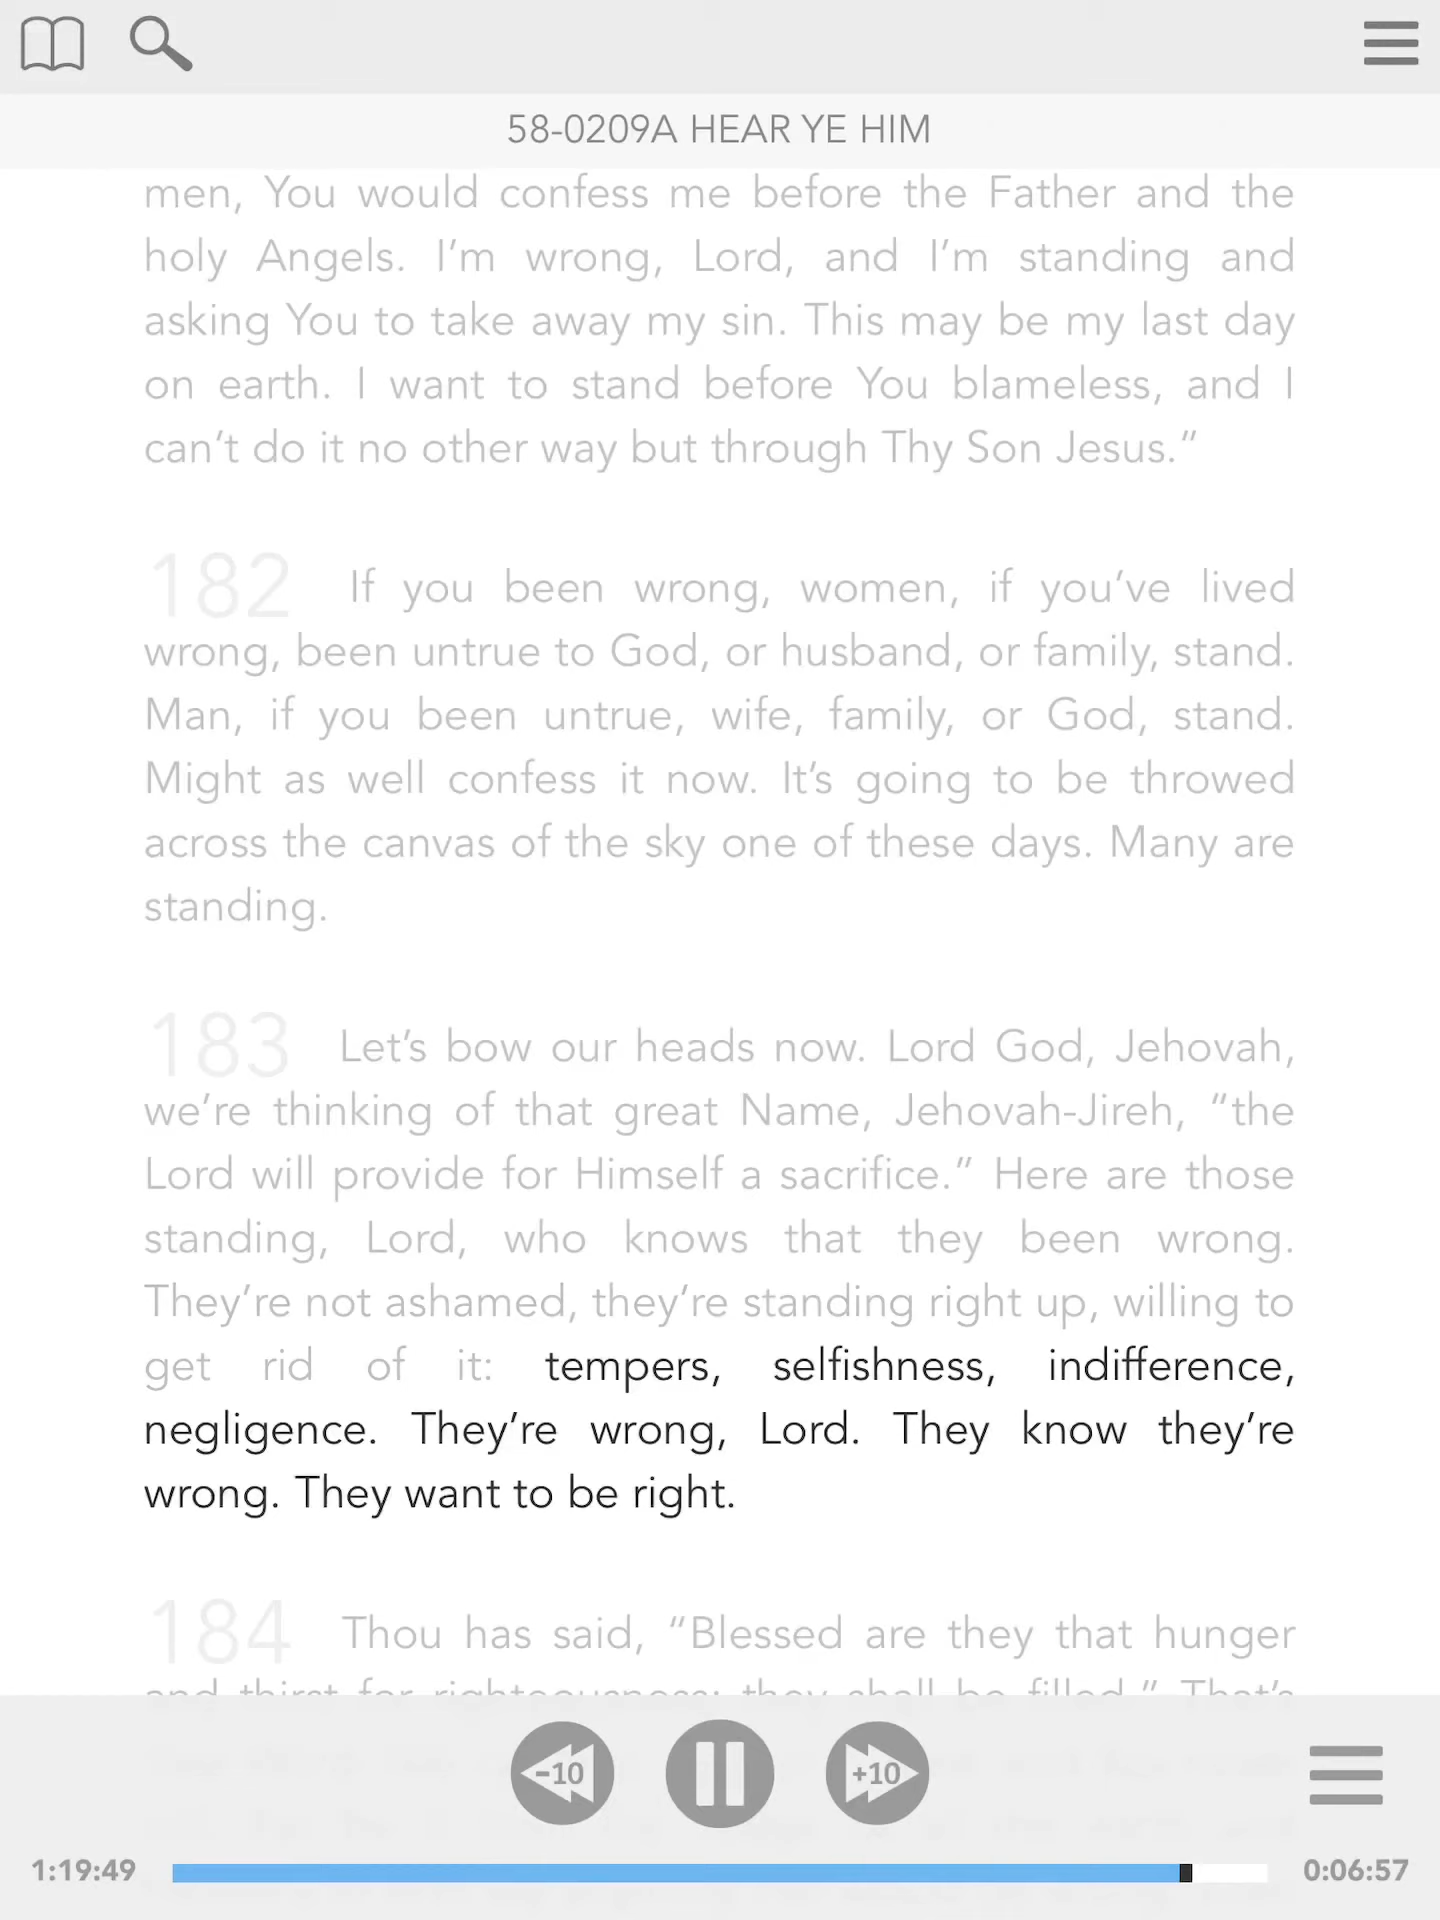 58-0209A HEAR YE HIM
men, You would confess me before the Father and the
holy Angels. I’m wrong, Lord, and I’m standing and
asking You to take away my sin. This may be my last day
on earth. I want to stand before You blameless, and I
can’t do it no other way but through Thy Son Jesus.”
182 If you been wrong, women, if you’ve lived
wrong, been untrue to God, or husband, or family, stand.
Man, if you been untrue, wife, family, or God, stand.
Might as well confess it now. It’s going to be throwed
across the canvas of the sky one of these days. Many are
standing.
183 Let’s bow our heads now. Lord God, Jehovah,
we’re thinking of that great Name, Jehovah-Jireh, “the
Lord will provide for Himself a sacrifice.” Here are those
standing, Lord, who knows that they been wrong.
They’re not ashamed, they’re standing right up, willing to
get rid of it: tempers, selfishness, indifference,
negligence. They’re wrong, Lord. They know they’re
wrong. They want to be right.
184 Thou has said, “Blessed are they that hunger
and thirst for righteousness: they shall be filled.” That’s
-10 +10
1:19:49 0:06:57